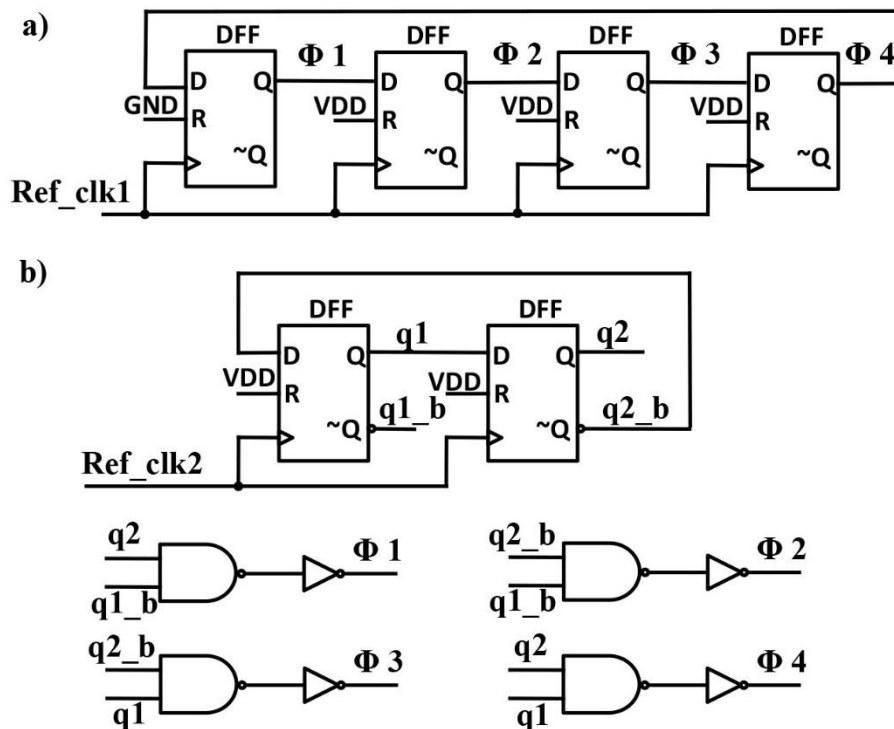 a)
DFF DFF DFF DFF
Φ 1 Φ 2 Φ 3 Φ 4
D Q D Q D Q D Q
GND R VDD R VDD R VDD R
~Q ~Q ~Q ~Q
Ref_clk1
b)
DFF DFF
q1 q2
D Q D Q
VDD R VDD R
q1_b q2_b
~Q ~Q
Ref_clk2
q2 Φ 1 q2_b Φ 2
q1_b q1_b
q2_b Φ 3 q2 Φ 4
q1 q1